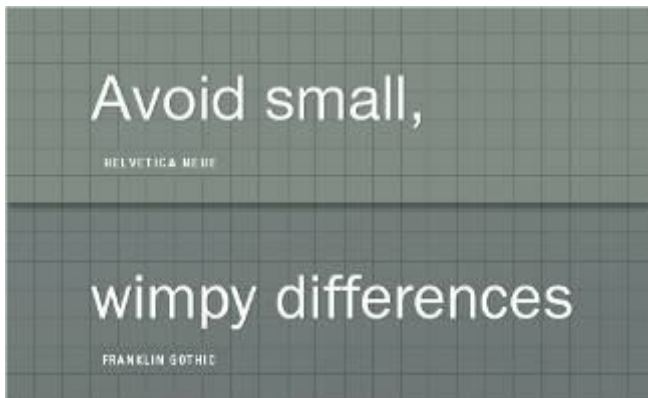 Avoid small,
HELVETICA NEUE
wimpy differences
FRANKLIN GOTHIC